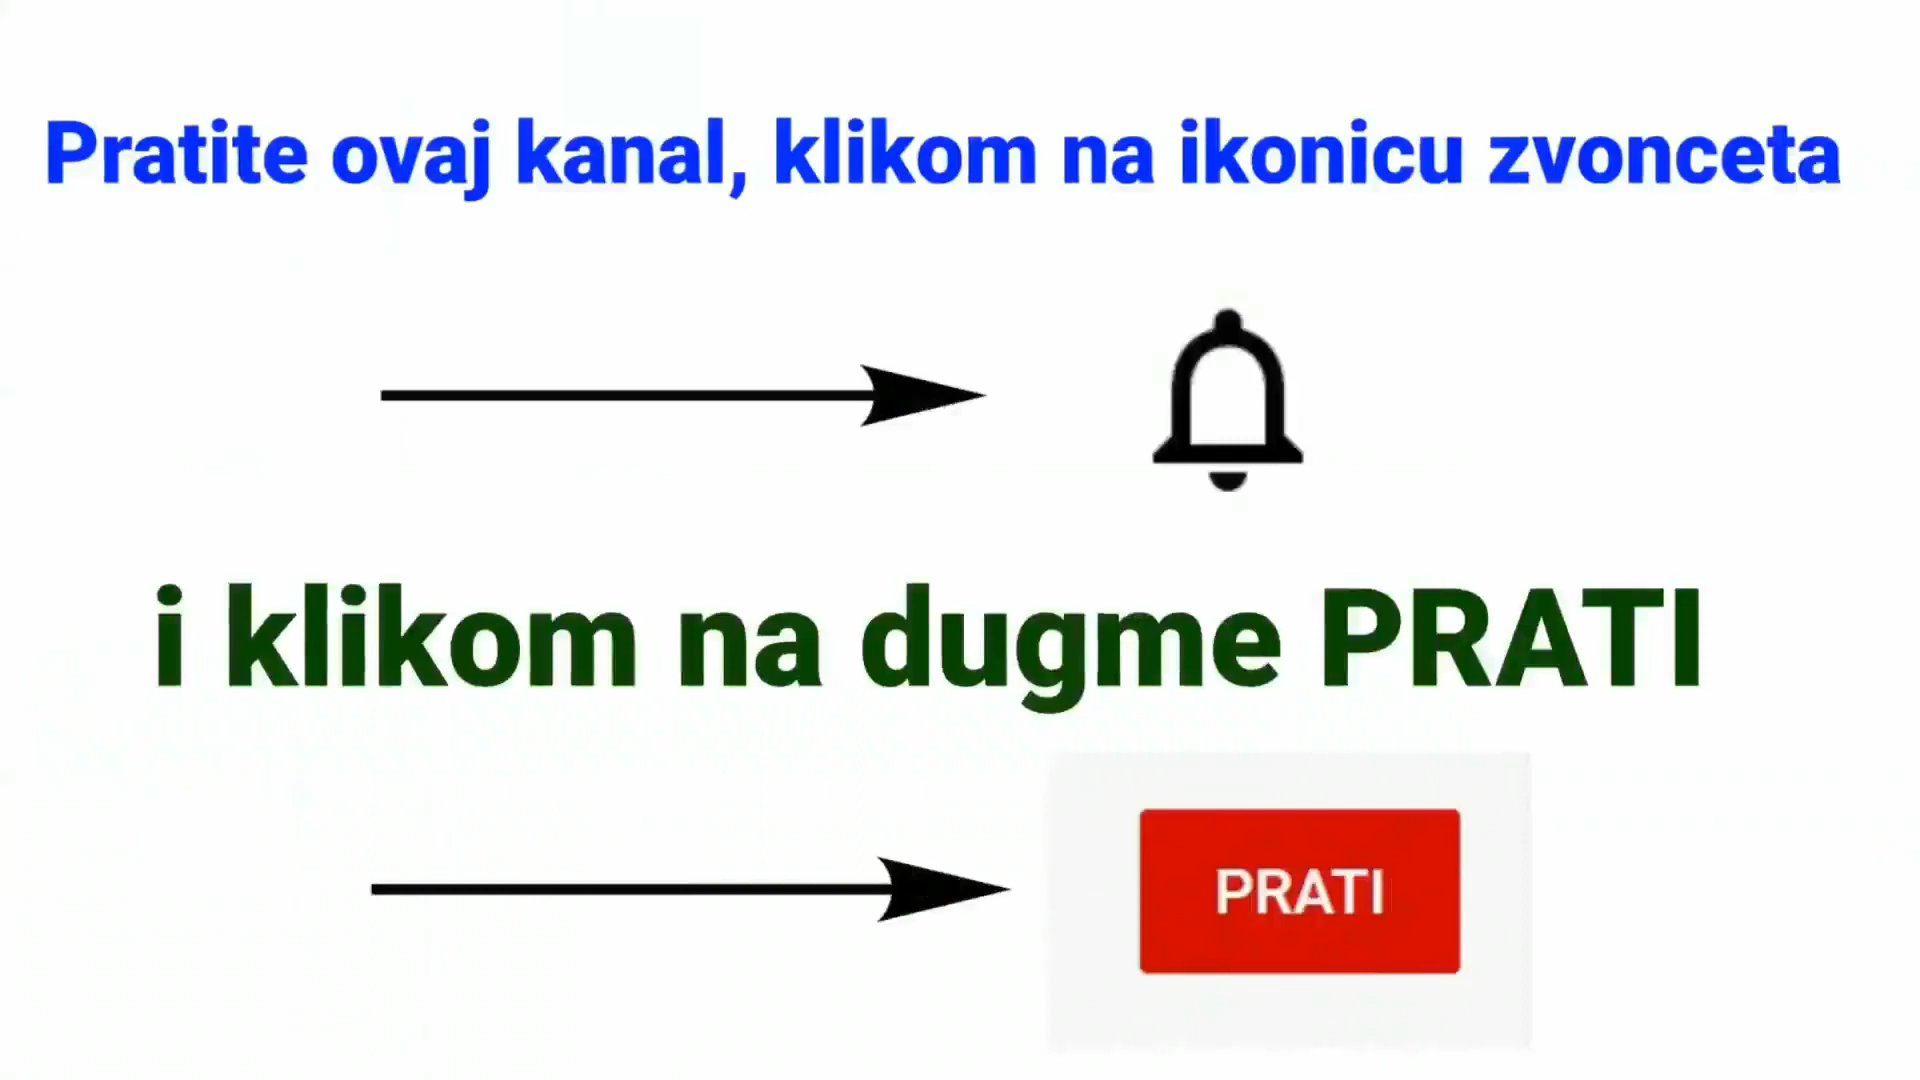 Pratite ovaj kanal, klikom na ikonicu zvonceta
i klikom na dugme PRATI
PRATI